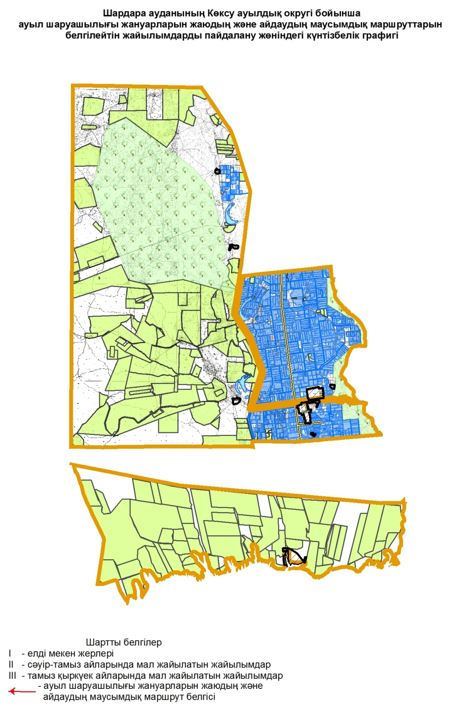 Шардара ауданының Көксу ауылдық округі бойынша
ауыл шаруашылығы жануарларын жаюдың және айдаудың маусымдық маршруттарын
белгілейтін жайылымдарды пайдалану жөніндегі күнтізбелік графигі
Шартты белгілер
I - елді мекен жерлері
II - сәуір-тамыз айларында мал жайылатын жайылымдар
III - тамыз қыркүек айларында мал жайылатын жайылымдар
- ауыл шаруашылығы жануарларын жаюдың және
айдаудың маусымдық маршрут белгісі